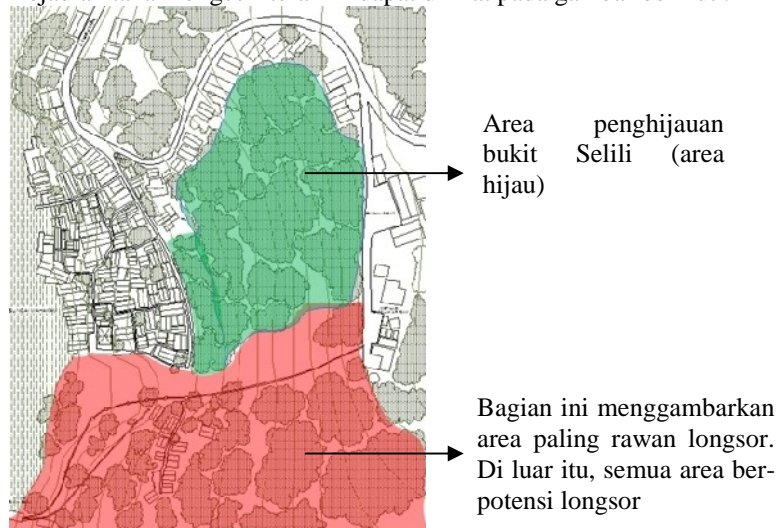 Area penghijauan
bukit Selili (area
hijau)
Bagian ini menggambarkan
area paling rawan longsor.
Di luar itu, semua area ber-
potensi longsor